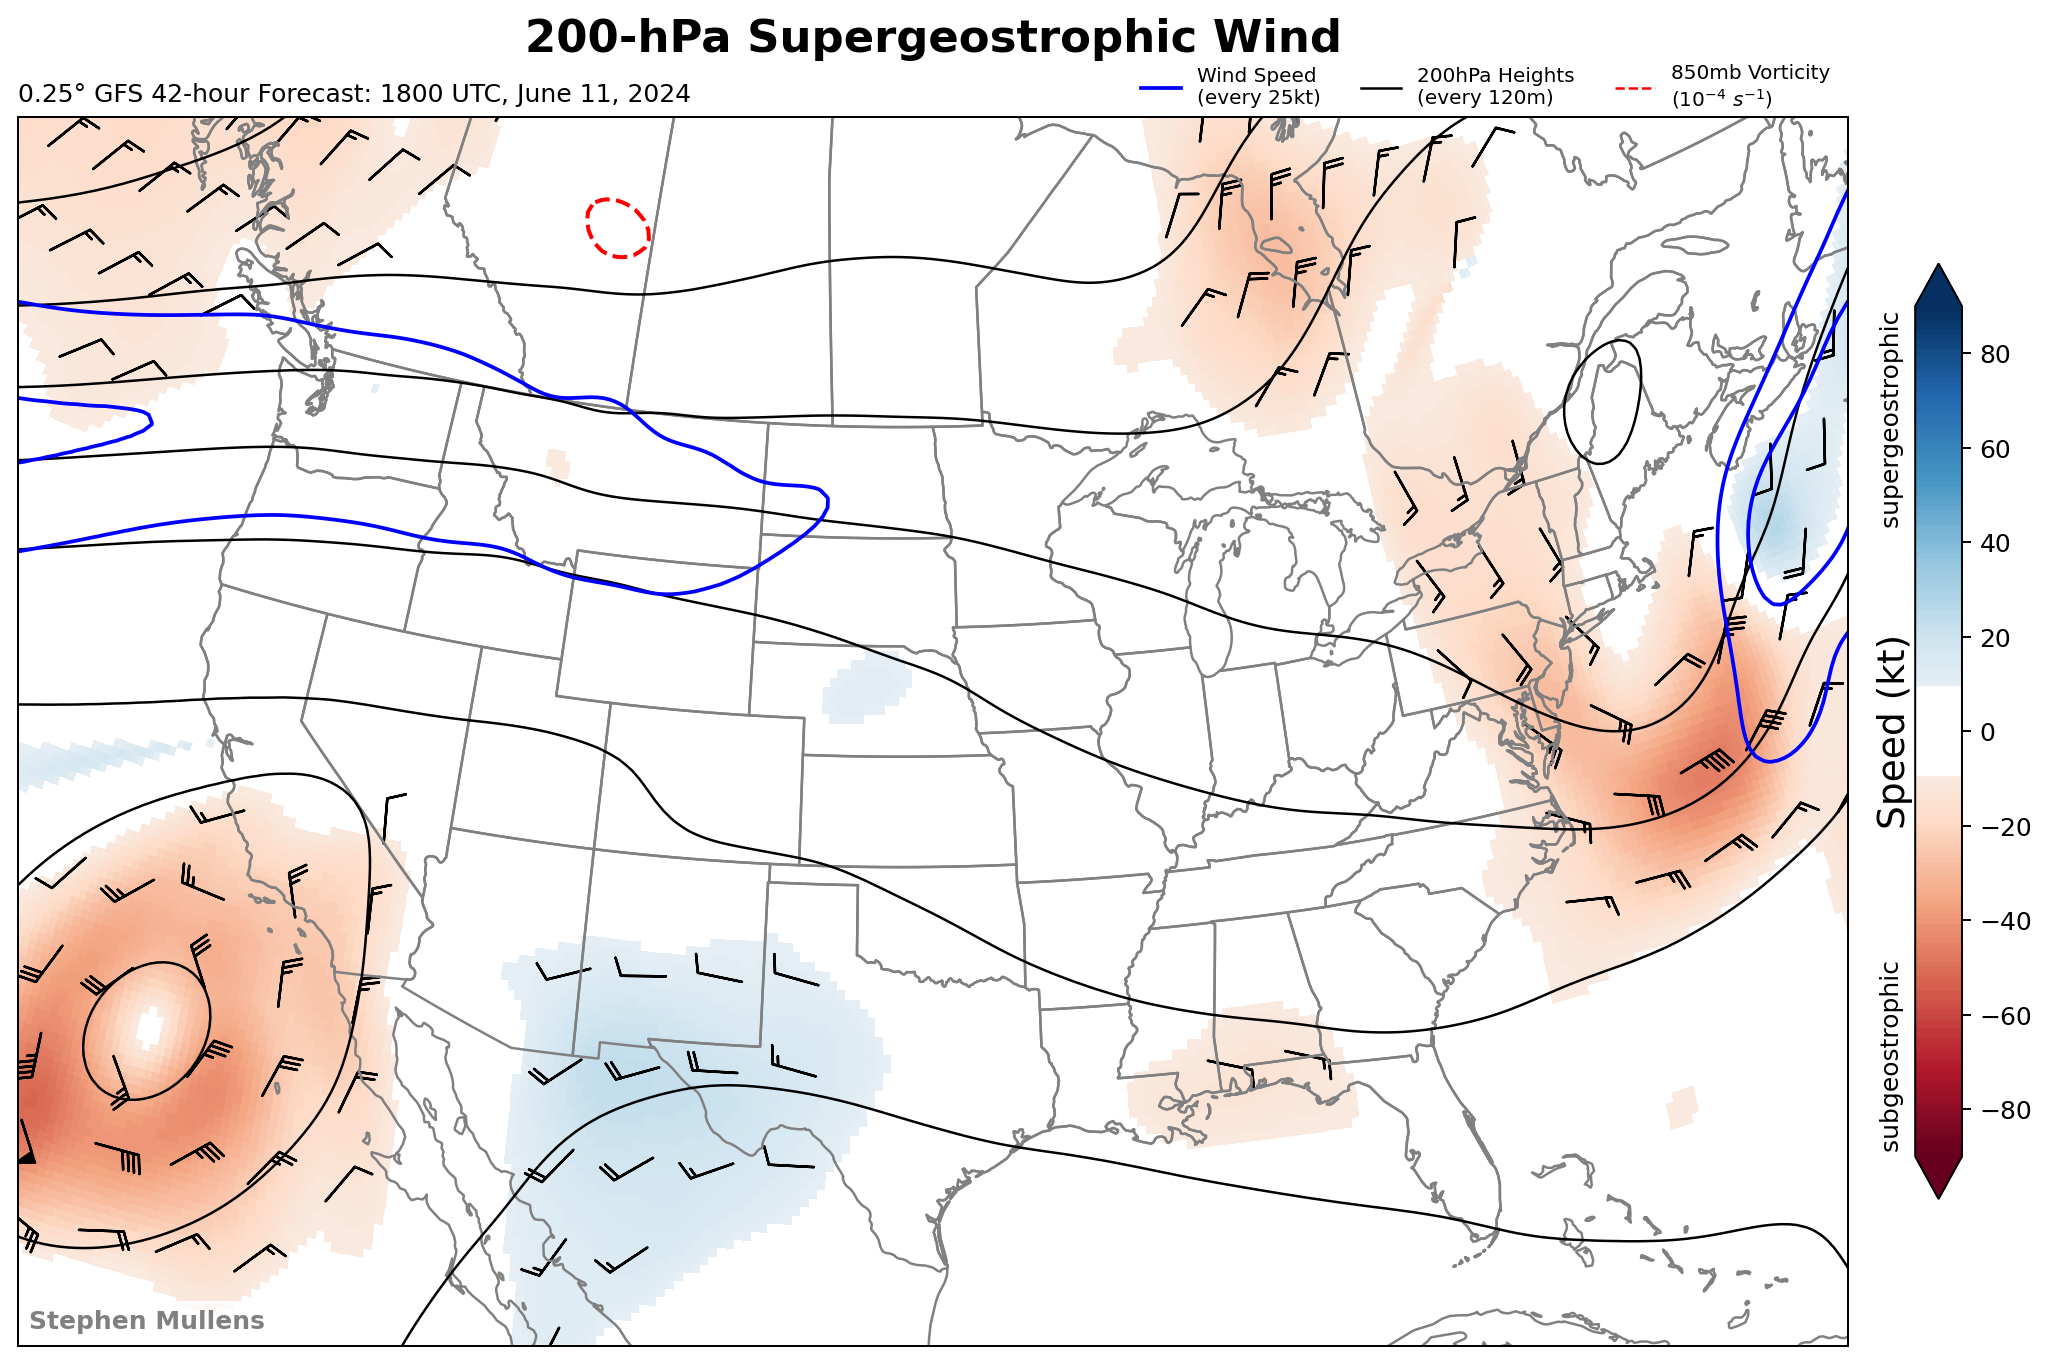 200-hPa Supergeostrophic Wind
0.25° GFS 42-hour Forecast: 1800 UTC, June 11, 2024
Wind Speed
(every 25kt)
200hPa Heights
(every 120m)
850mb Vorticity
(10⁻⁴ s⁻¹)
supergeostrophic
Speed (kt)
subgeostrophic
80
60
40
20
0
−20
−40
−60
−80
Stephen Mullens